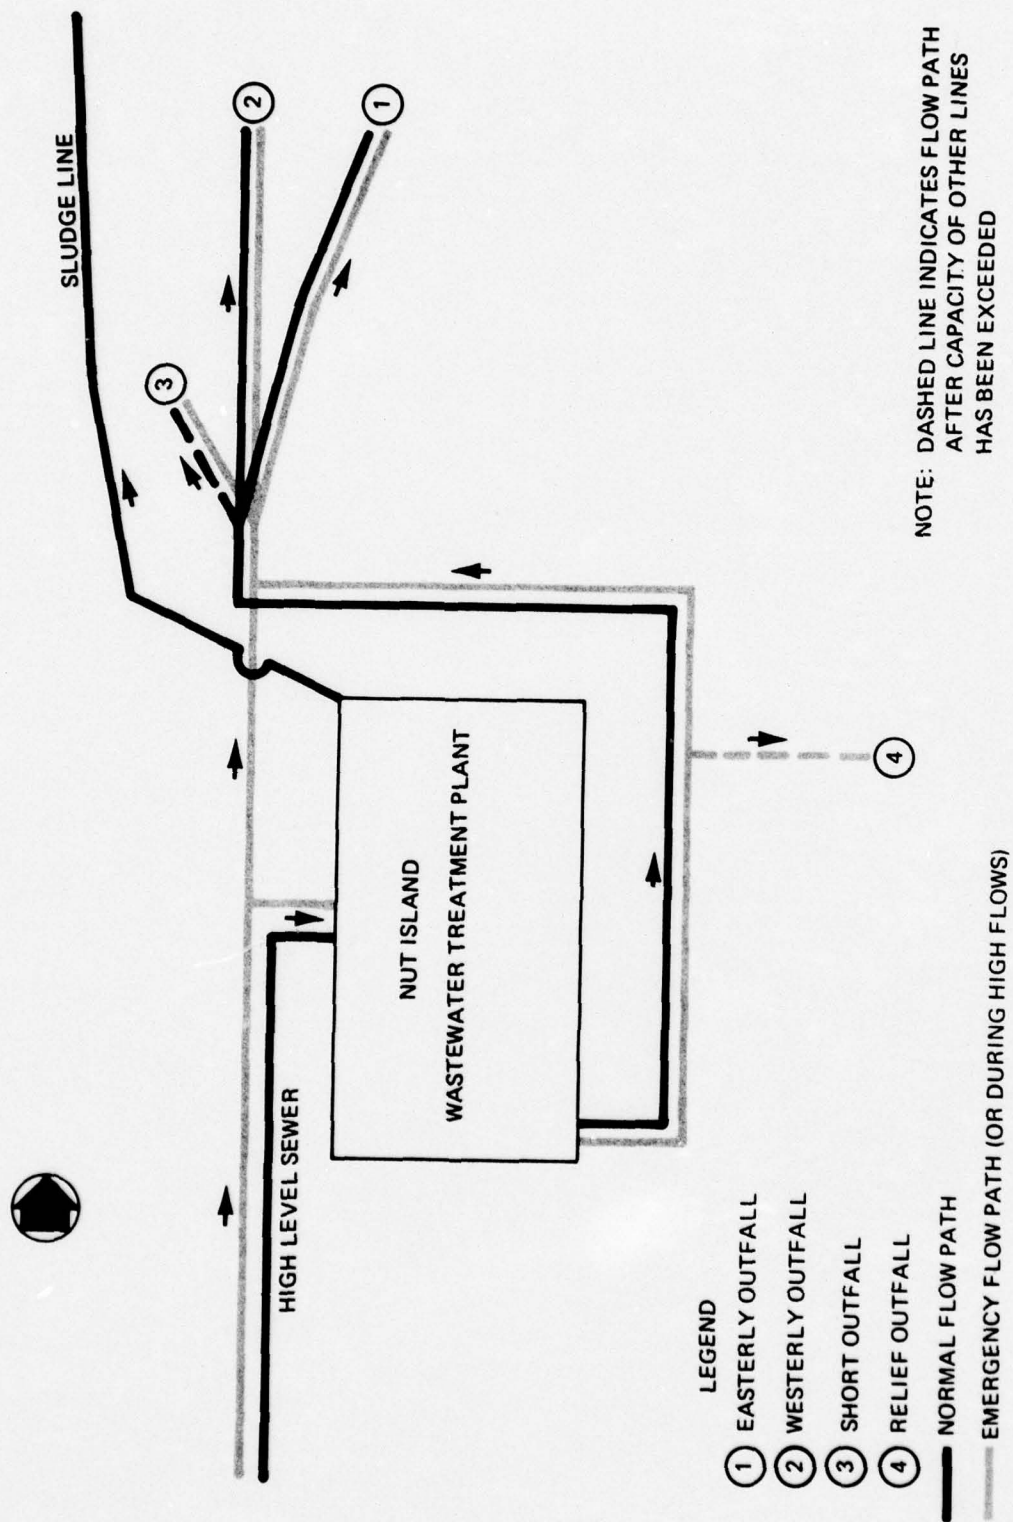 SLUDGE LINE
2
1
3
HIGH LEVEL SEWER
NUT ISLAND
WASTEWATER TREATMENT PLANT
4
LEGEND
1 EASTERLY OUTFALL
2 WESTERLY OUTFALL
3 SHORT OUTFALL
4 RELIEF OUTFALL
NORMAL FLOW PATH
EMERGENCY FLOW PATH (OR DURING HIGH FLOWS)
NOTE: DASHED LINE INDICATES FLOW PATH
AFTER CAPACITY OF OTHER LINES
HAS BEEN EXCEEDED